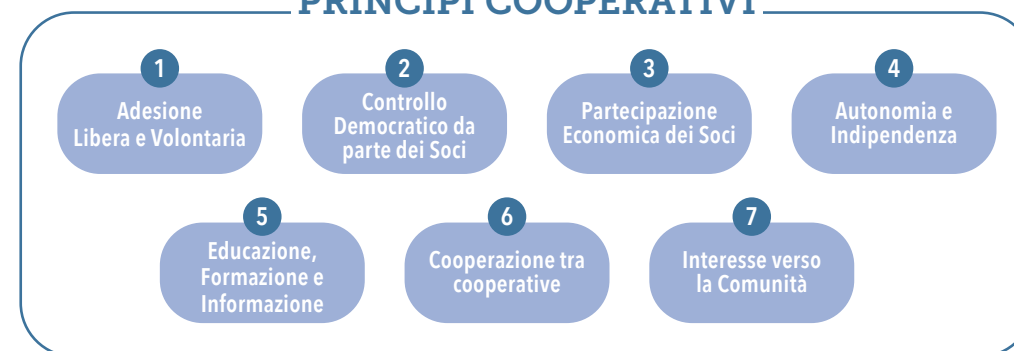 PRINCIPI COOPERATIVI
1
Adesione
Libera e Volontaria
2
Controllo
Democratico da
parte dei Soci
3
Partecipazione
Economica dei Soci
4
Autonomia e
Indipendenza
5
Educazione,
Formazione e
Informazione
6
Cooperazione tra
cooperative
7
Interesse verso
la Comunità